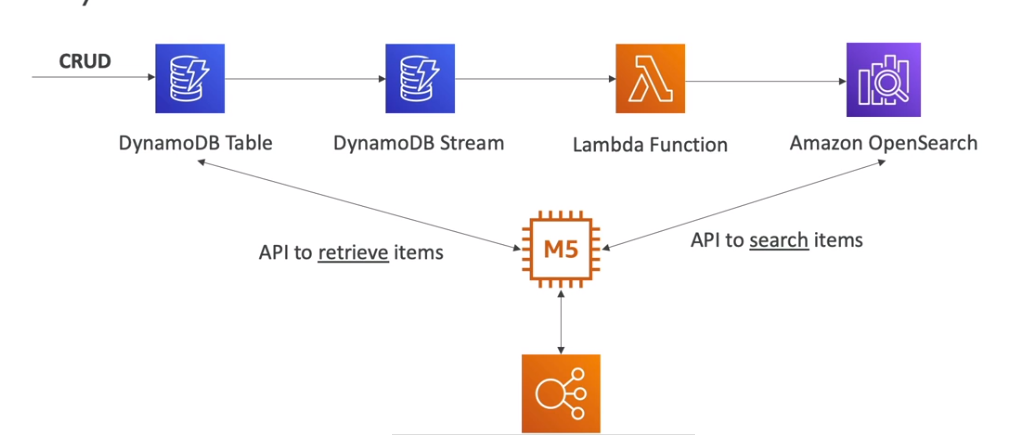 CRUD
DynamoDB Table
DynamoDB Stream
Lambda Function
Amazon OpenSearch
API to retrieve items
M5
API to search items